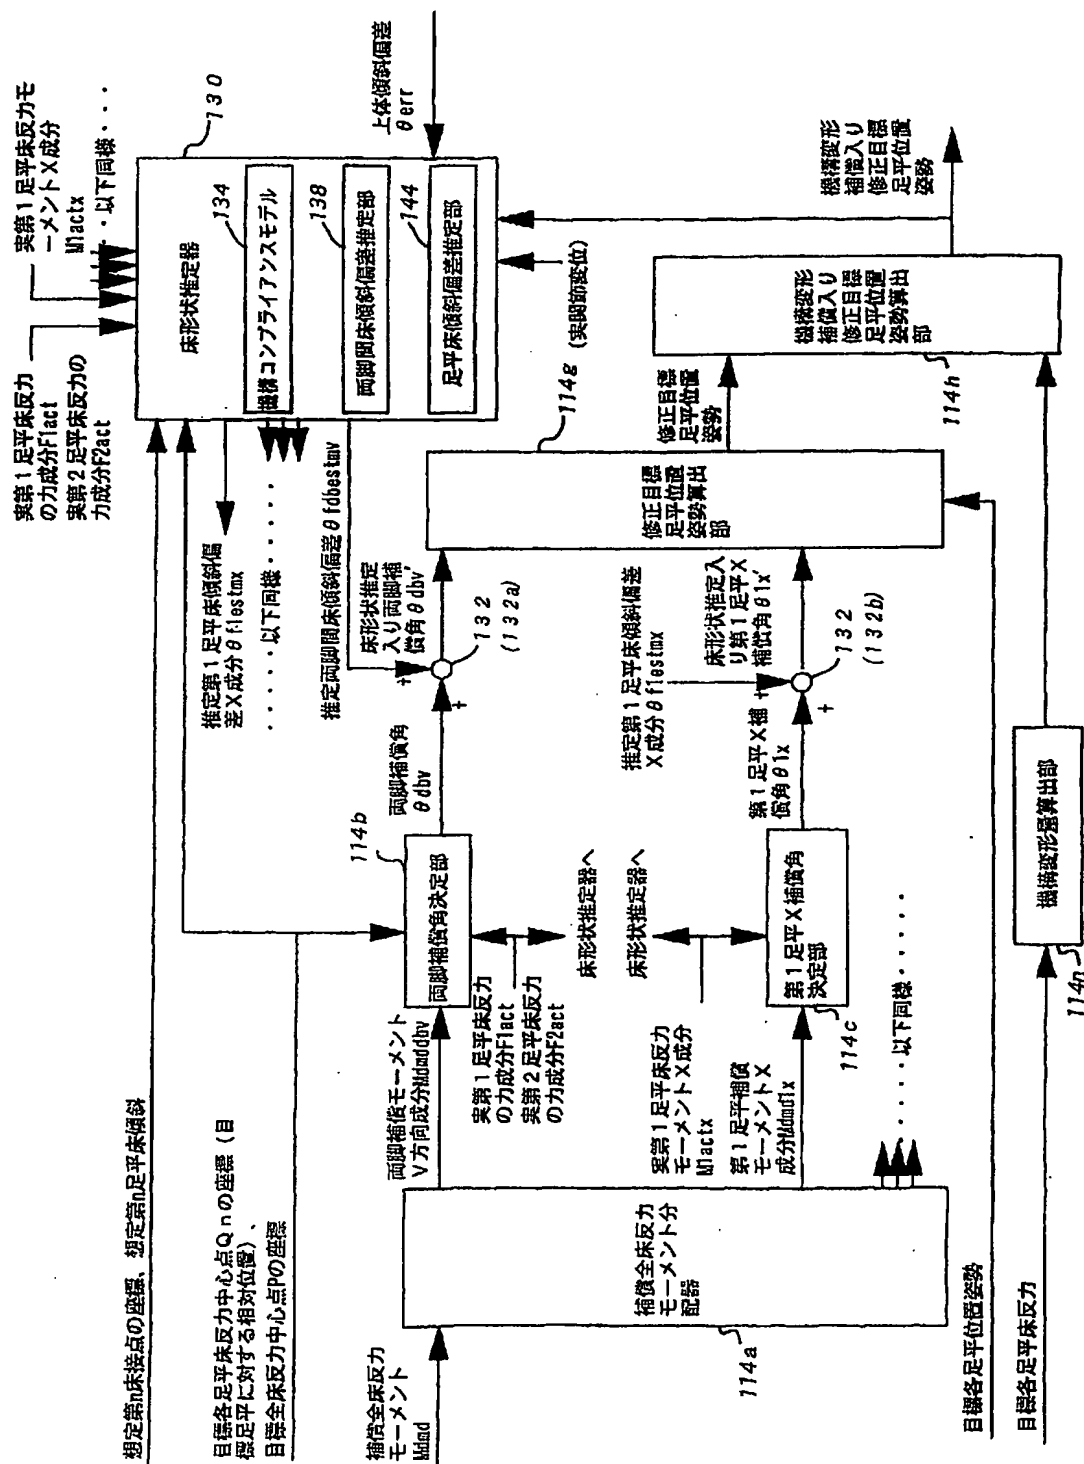 実第１足平床反力
の力成分F1act
実第２足平床反力の
力成分F2act
実第１足平床反力モ
ーメントＸ成分
M1actx
・・・以下同様・・・
130
床形状推定器
134
機構コンプライアンスモデル
138
両脚間床傾斜偏差推定部
144
足平床傾斜偏差推定部
上体傾斜偏差
θerr
(実関節変位)
想定第n床接点の座標、想定第n足平床傾斜
目標各足平床反力中心点Ｑｎの座標（目
標足平に対する相対位置）、
目標全床反力中心点Pの座標
推定第１足平床傾斜偏
差Ｘ成分θf1estmx
・・・・・以下同様・・・・・
推定両脚間床傾斜偏差θfdbestmv
床形状推定
入り両脚補
償角θdbv'
+
+
132
(132a)
両脚補償角
θdbv
114b
両脚補償角決定部
両脚補償モーメント
Ｖ方向成分Mdmddbv
実第１足平床反力
の力成分F1act
実第２足平床反力
の力成分F2act
床形状推定器へ
床形状推定器へ
実第１足平床反力
モーメントＸ成分
M1actx
第１足平補償
モーメントＸ
成分Mdmd1x
第１足平Ｘ補償角
決定部
114c
第１足平Ｘ補
償角θ1x
推定第１足平床傾斜偏差
Ｘ成分θf1estmx
床形状推定入
り第１足平Ｘ
補償角θ1x'
+
+
132
(132b)
114g
修正目標
足平位置
姿勢算出
部
修正目標
足平位置
姿勢
機構変形
補償入り
修正目標
足平位置
姿勢算出
部
114h
機構変形
補償入り
修正目標
足平位置
姿勢
補償全床反力
モーメント
Mdmd
補償全床反力
モーメント分
配器
114a
・・・・・以下同様・・・・・
目標各足平位置姿勢
目標各足平床反力
機構変形量算出部
114n